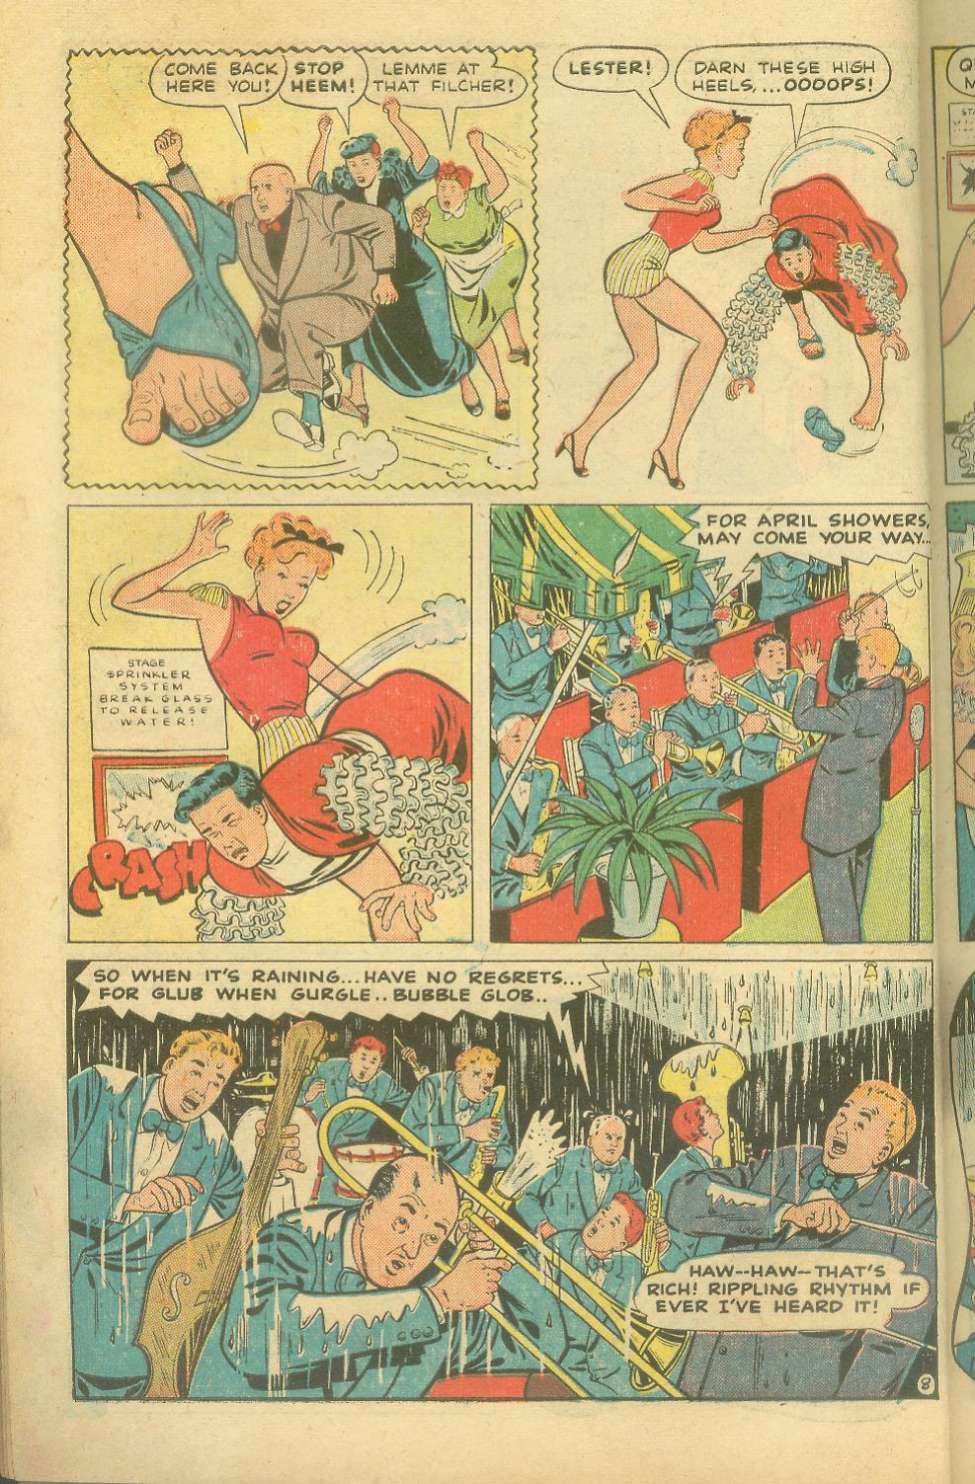 COME BACK
HERE YOU!
STOP
HEEM!
LEMME AT
THAT FILCHER!
LESTER!
DARN THESE HIGH
HEELS,...OOOOPS!
STAGE
SPRINKLER
SYSTEM
BREAK GLASS
TO RELEASE
WATER!
CRASH
FOR APRIL SHOWERS,
MAY COME YOUR WAY..
SO WHEN IT'S RAINING...HAVE NO REGRETS...
FOR GLUB WHEN GURGLE..BUBBLE GLOB..
HAW--HAW--THAT'S
RICH! RIPPLING RHYTHM IF
EVER I'VE HEARD IT!
8